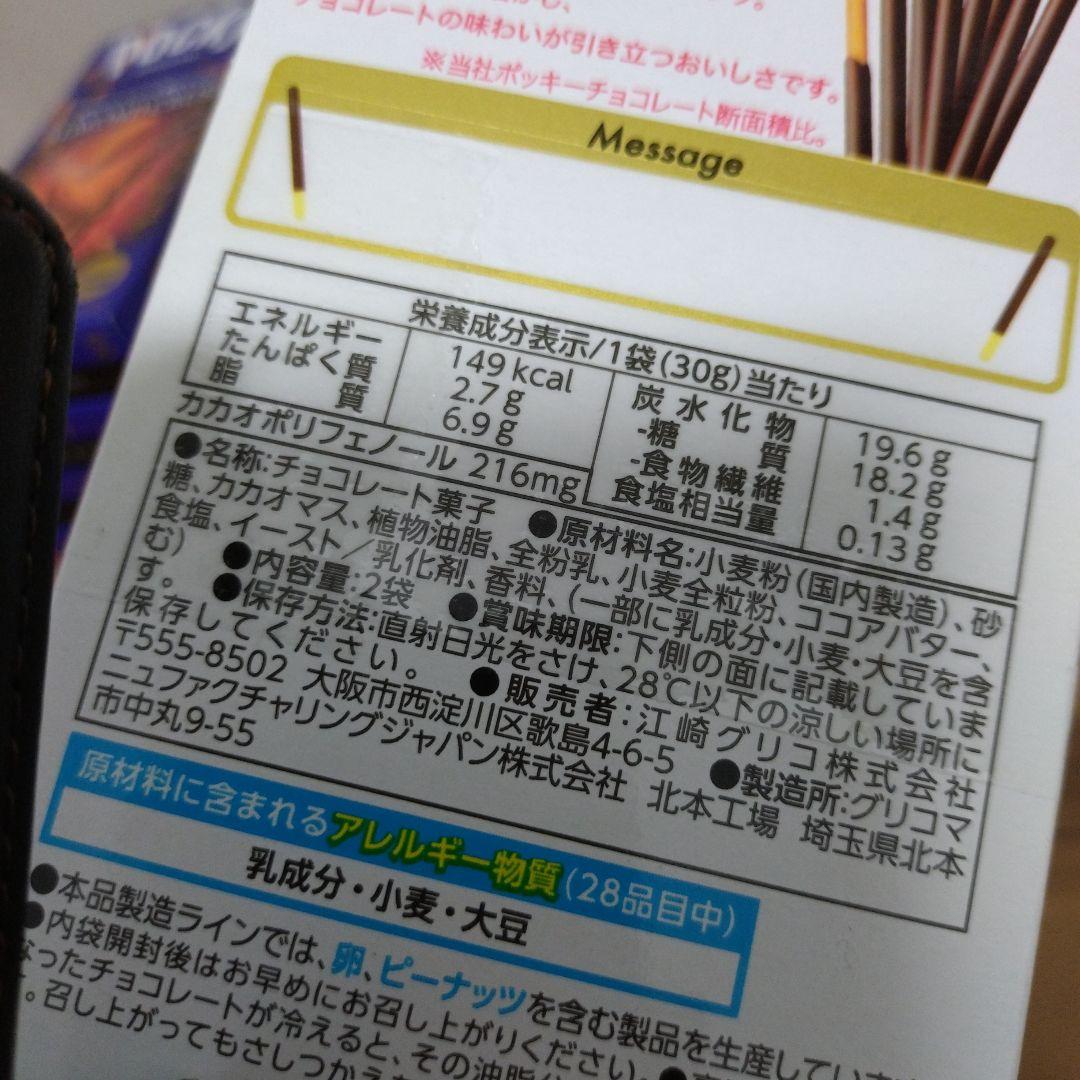 POCK
チョコレートの味わいが引き立つおいしさです。
※当社ポッキーチョコレート断面積比。
Message
栄養成分表示/1袋(30g)当たり
エネルギー 149kcal
たんぱく質 2.7g
脂質 6.9g
炭水化物 19.6g
-糖質 18.2g
-食物繊維 1.4g
食塩相当量 0.13g
カカオポリフェノール 216mg
●名称:チョコレート菓子 ●原材料名:小麦粉(国内製造)、砂
糖、カカオマス、植物油脂、全粉乳、小麦全粒粉、ココアバター、
食塩、イースト/乳化剤、香料、(一部に乳成分・小麦・大豆を含
む) ●内容量:2袋 ●賞味期限:下側の面に記載していま
す。 ●保存方法:直射日光をさけ、28℃以下の涼しい場所に
保存してください。 ●販売者:江崎グリコ株式会社
〒555-8502 大阪市西淀川区歌島4-6-5 ●製造所:グリコマ
ニュファクチャリングジャパン株式会社 北本工場 埼玉県北本
市中丸9-55
原材料に含まれるアレルギー物質(28品目中)
乳成分・小麦・大豆
●本品製造ラインでは、卵、ピーナッツを含む製品を生産してい
●内袋開封後はお早めにお召し上がりください。
なったチョコレートが冷えると、その油脂
。召し上がってもさしつかえ